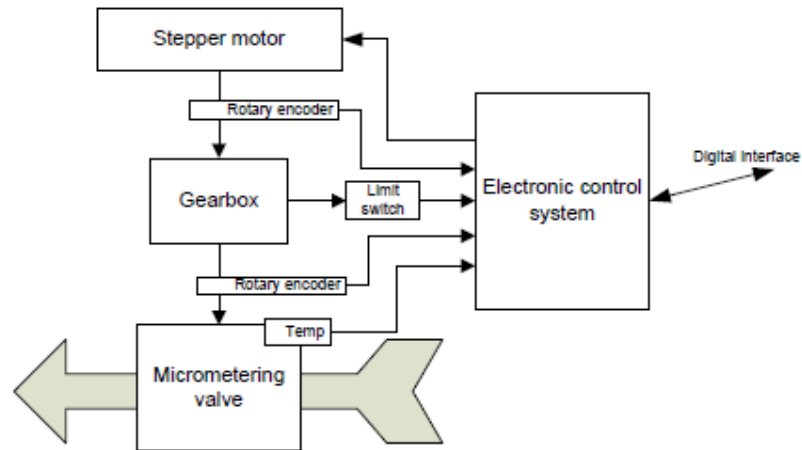 Stepper motor
Rotary encoder
Digital Interface
Limit
switch
Gearbox
Electronic control
system
Rotary encoder
Temp
Micrometering
valve